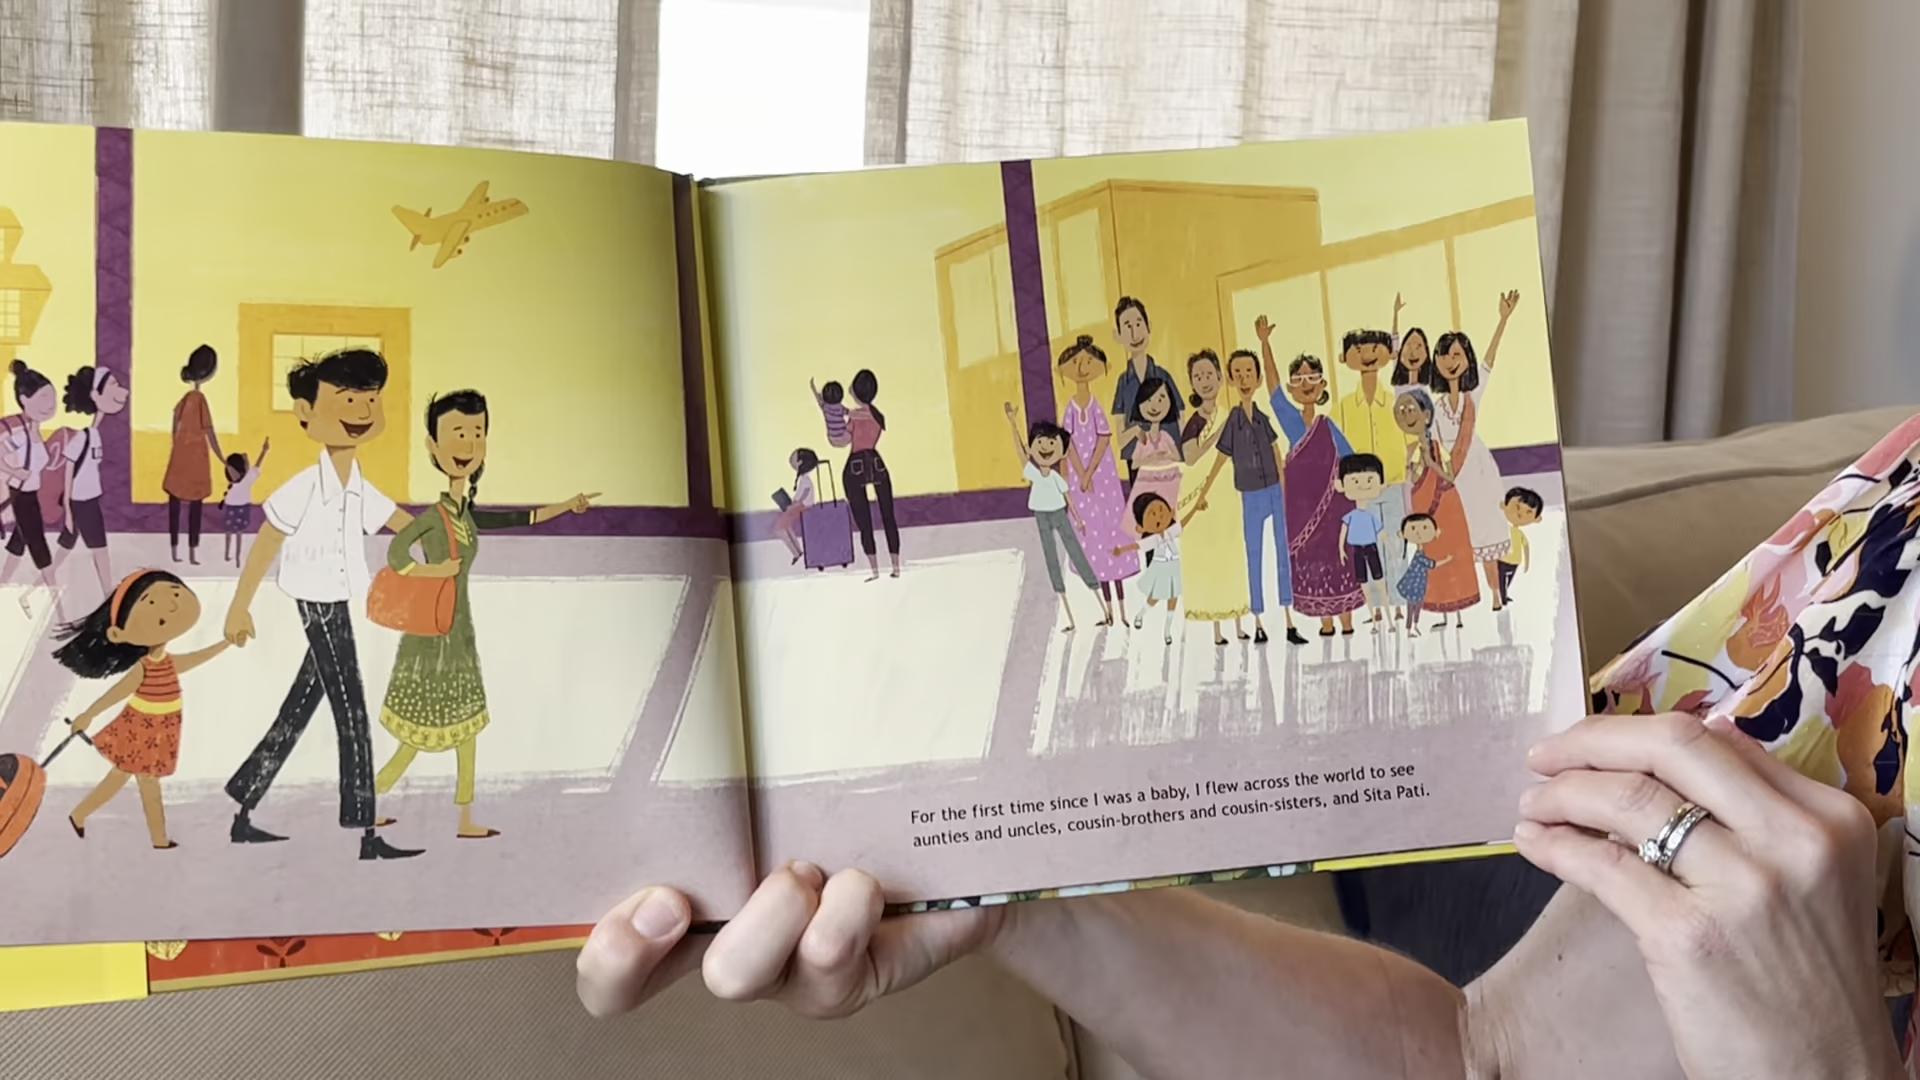 For the first time since I was a baby, I flew across the world to see
aunties and uncles, cousin-brothers and cousin-sisters, and Sita Pati.